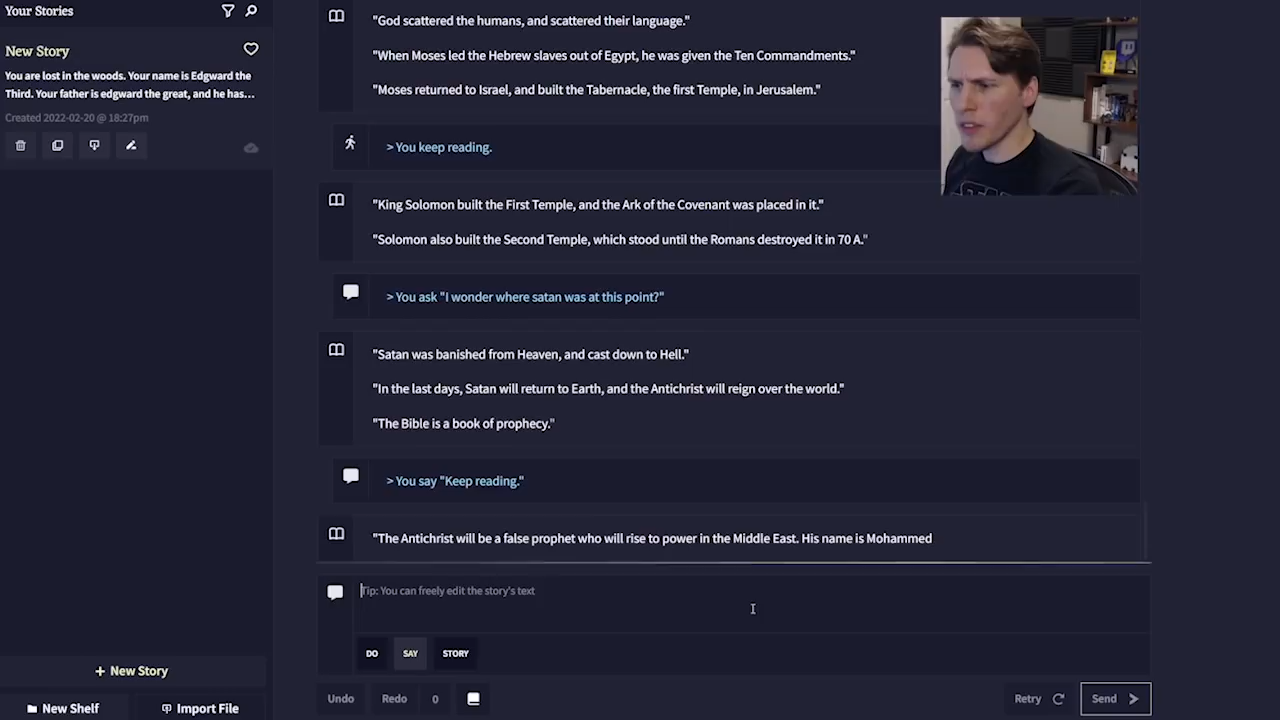 Your Stories
New Story
You are lost in the woods. Your name is Edgward the
Third. Your father is edgward the great, and he has...
Created 2022-02-20 @ 18:27pm
"God scattered the humans, and scattered their language."
"When Moses led the Hebrew slaves out of Egypt, he was given the Ten Commandments."
"Moses returned to Israel, and built the Tabernacle, the first Temple, in Jerusalem."
> You keep reading.
"King Solomon built the First Temple, and the Ark of the Covenant was placed in it."
"Solomon also built the Second Temple, which stood until the Romans destroyed it in 70 A."
> You ask "I wonder where satan was at this point?"
"Satan was banished from Heaven, and cast down to Hell."
"In the last days, Satan will return to Earth, and the Antichrist will reign over the world."
"The Bible is a book of prophecy."
> You say "Keep reading."
"The Antichrist will be a false prophet who will rise to power in the Middle East. His name is Mohammed
Tip: You can freely edit the story's text
DO SAY STORY
+ New Story
New Shelf Import File
Undo Redo 0 Retry Send